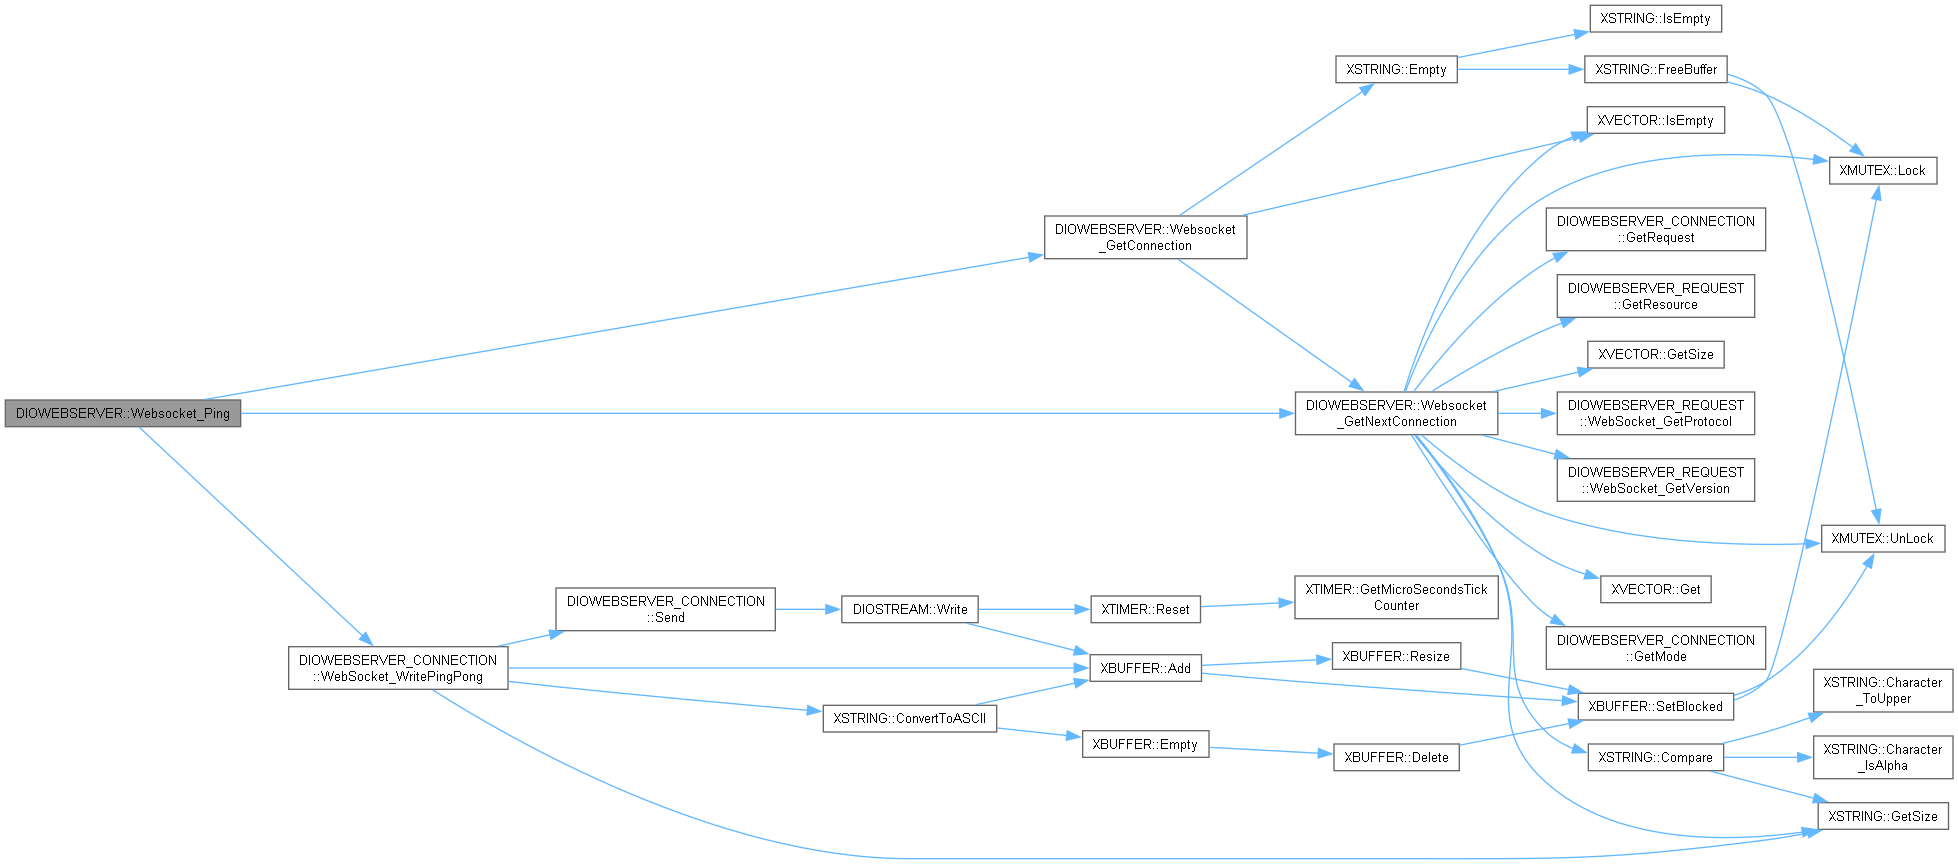 XSTRING::IsEmpty
XSTRING::Empty
XSTRING::FreeBuffer
XVECTOR::IsEmpty
XMUTEX::Lock
DIOWEBSERVER::Websocket
_GetConnection
DIOWEBSERVER_CONNECTION
::GetRequest
DIOWEBSERVER_REQUEST
::GetResource
XVECTOR::GetSize
DIOWEBSERVER::Websocket_Ping
DIOWEBSERVER::Websocket
_GetNextConnection
DIOWEBSERVER_REQUEST
::WebSocket_GetProtocol
DIOWEBSERVER_REQUEST
::WebSocket_GetVersion
XMUTEX::UnLock
XVECTOR::Get
DIOWEBSERVER_CONNECTION
::Send
DIOSTREAM::Write
XTIMER::Reset
XTIMER::GetMicroSecondsTick
Counter
DIOWEBSERVER_CONNECTION
::GetMode
DIOWEBSERVER_CONNECTION
::WebSocket_WritePingPong
XBUFFER::Add
XBUFFER::Resize
XSTRING::ConvertToASCII
XBUFFER::SetBlocked
XSTRING::Character
_ToUpper
XBUFFER::Empty
XBUFFER::Delete
XSTRING::Compare
XSTRING::Character
_IsAlpha
XSTRING::GetSize